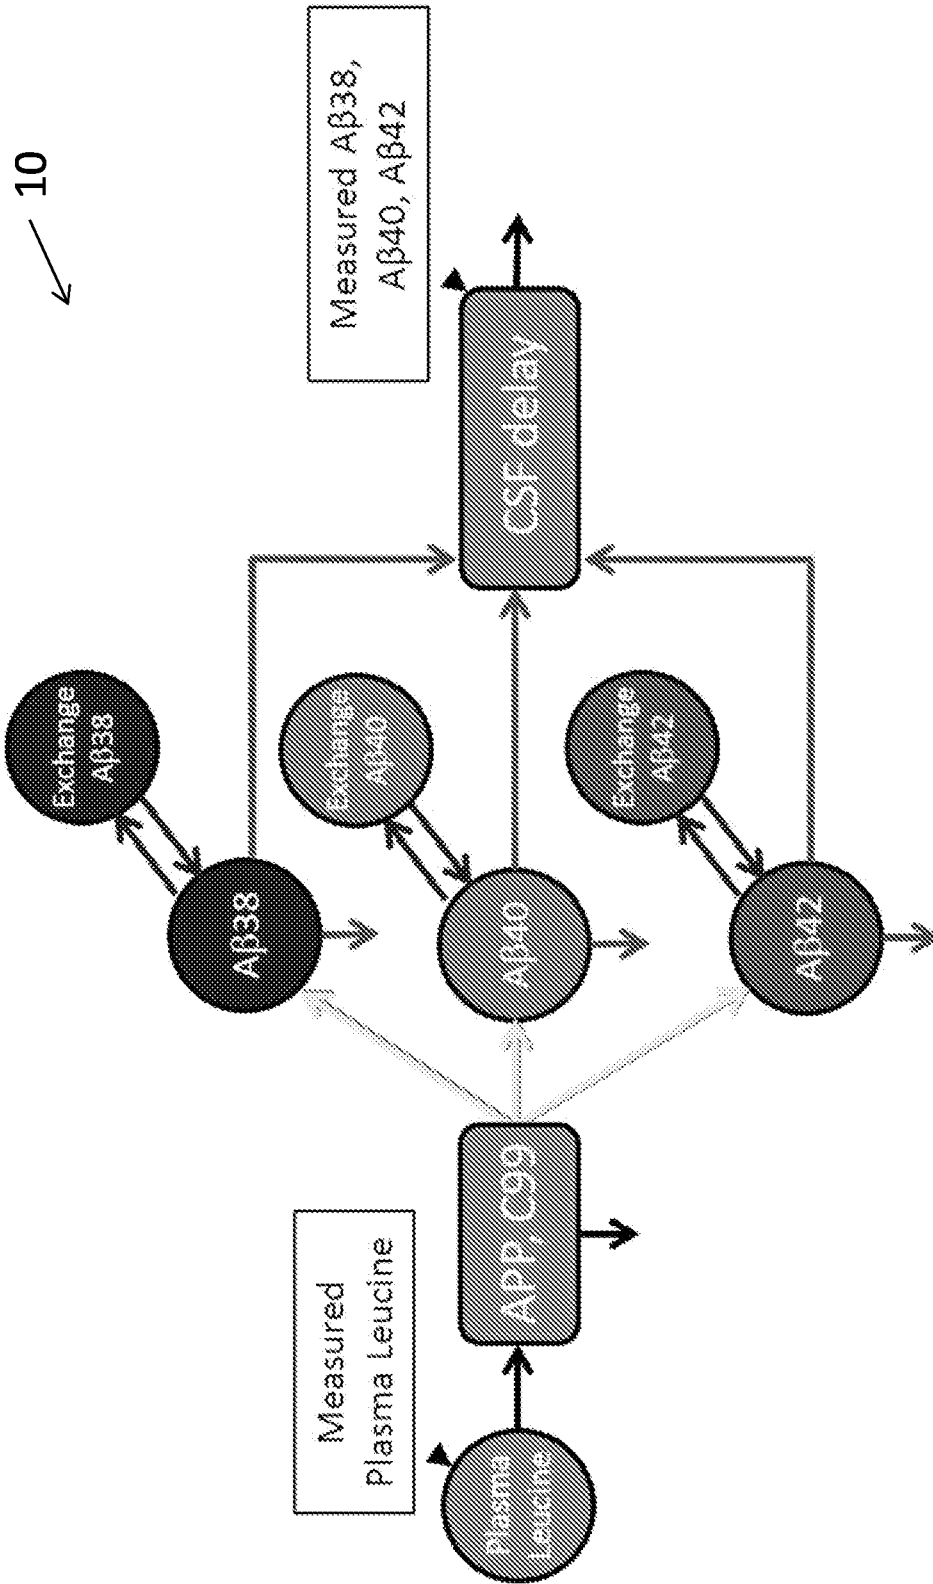 10
Measured
Plasma Leucine
Plasma
Leucine
APP, C99
Aβ38
Exchange
Aβ38
Aβ40
Exchange
Aβ40
Aβ42
Exchange
Aβ42
CSF delay
Measured Aβ38,
Aβ40, Aβ42